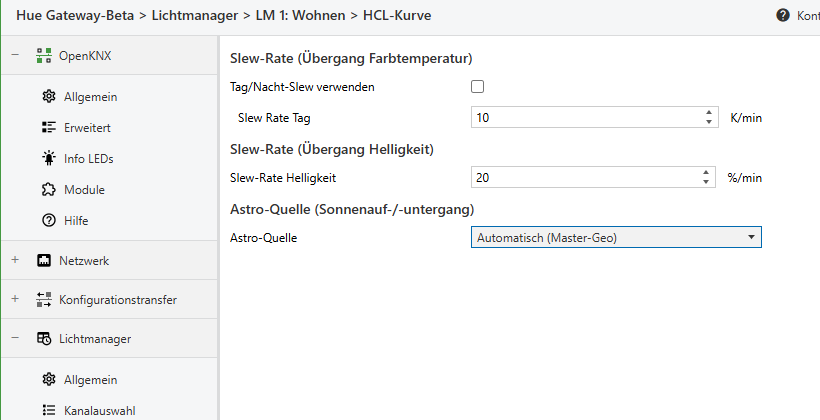 Hue Gateway-Beta > Lichtmanager > LM 1: Wohnen > HCL-Kurve
Kont
OpenKNX
Allgemein
Erweitert
Info LEDs
Module
Hilfe
Netzwerk
Konfigurationstransfer
Lichtmanager
Allgemein
Kanalauswahl
Slew-Rate (Übergang Farbtemperatur)
Tag/Nacht-Slew verwenden
Slew Rate Tag 10 K/min
Slew-Rate (Übergang Helligkeit)
Slew-Rate Helligkeit 20 %/min
Astro-Quelle (Sonnenauf-/-untergang)
Astro-Quelle Automatisch (Master-Geo)